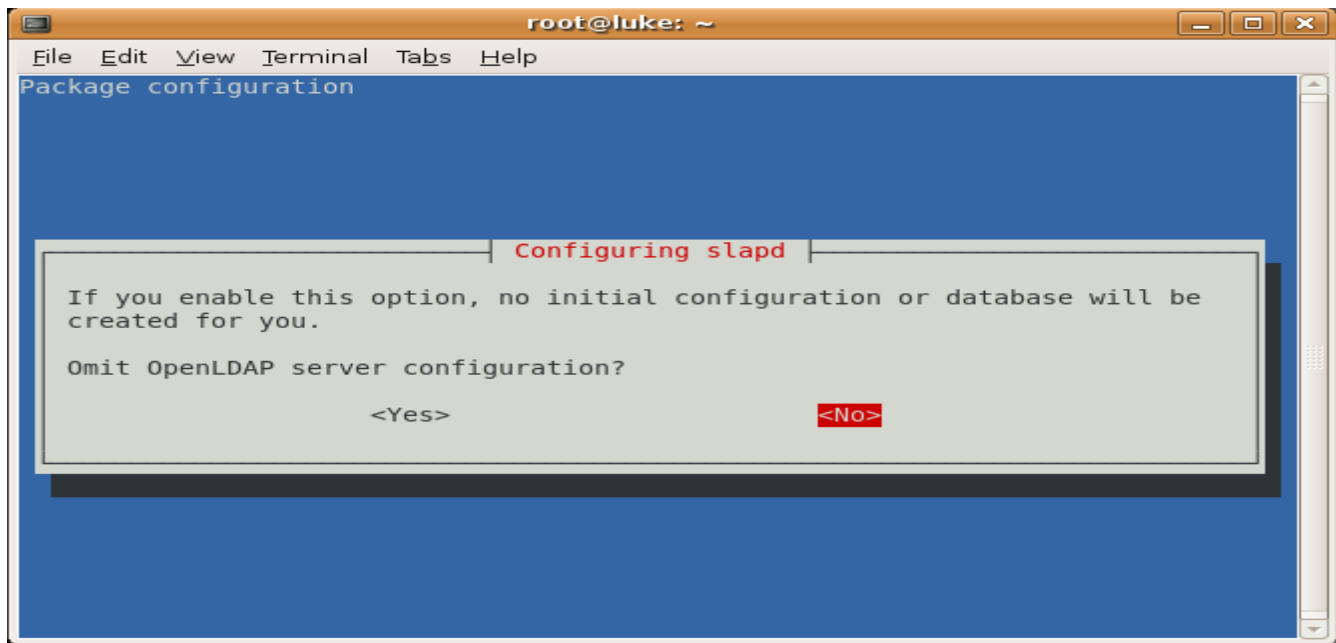 root@luke: ~
File Edit View Terminal Tabs Help
Package configuration
Configuring slapd
If you enable this option, no initial configuration or database will be
created for you.
Omit OpenLDAP server configuration?
<Yes> <No>